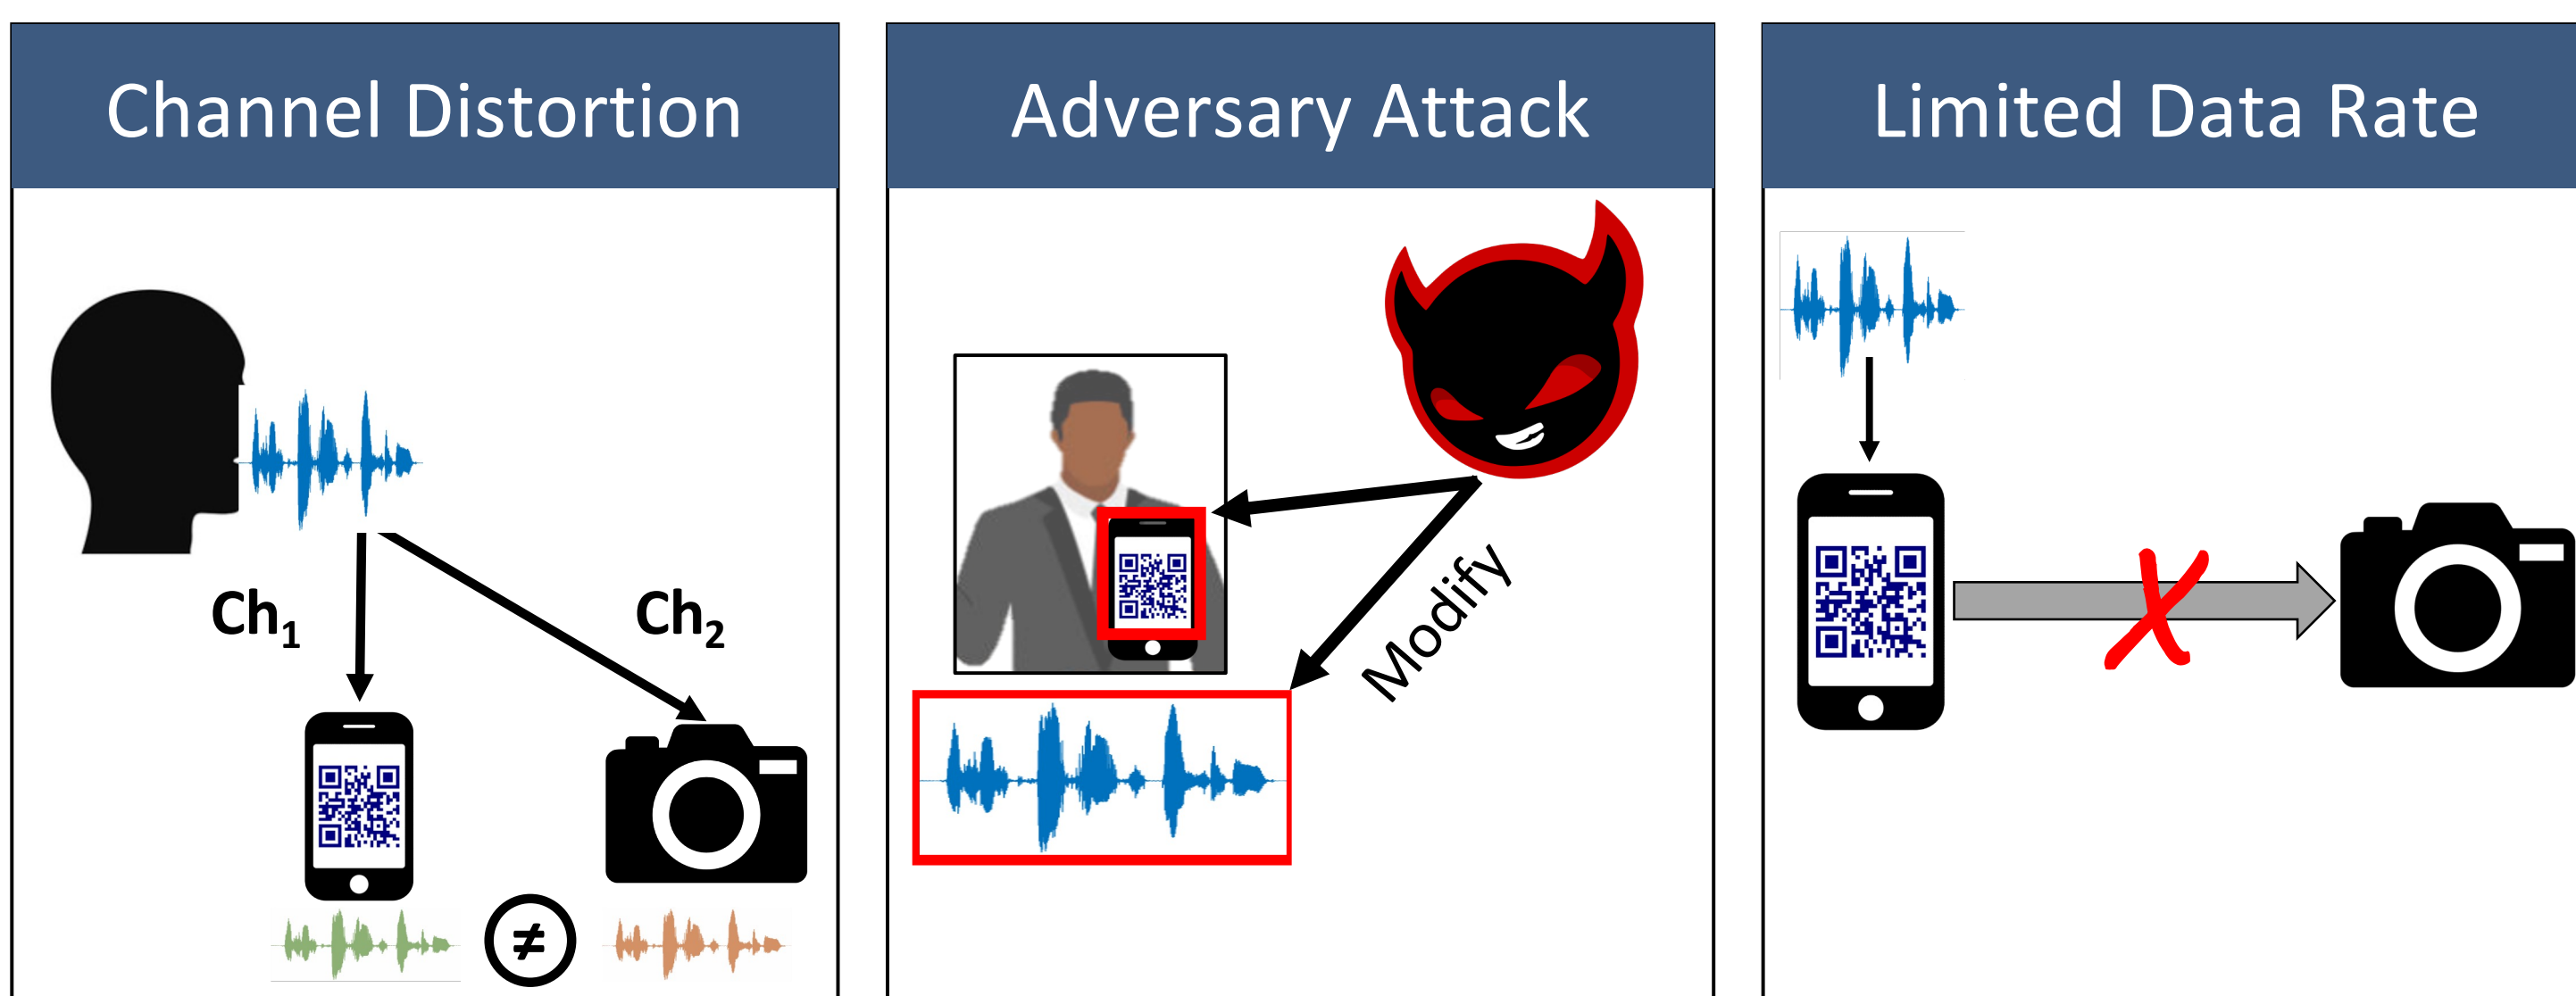 Channel Distortion
Ch₁
Ch₂
≠
Adversary Attack
Modify
Limited Data Rate